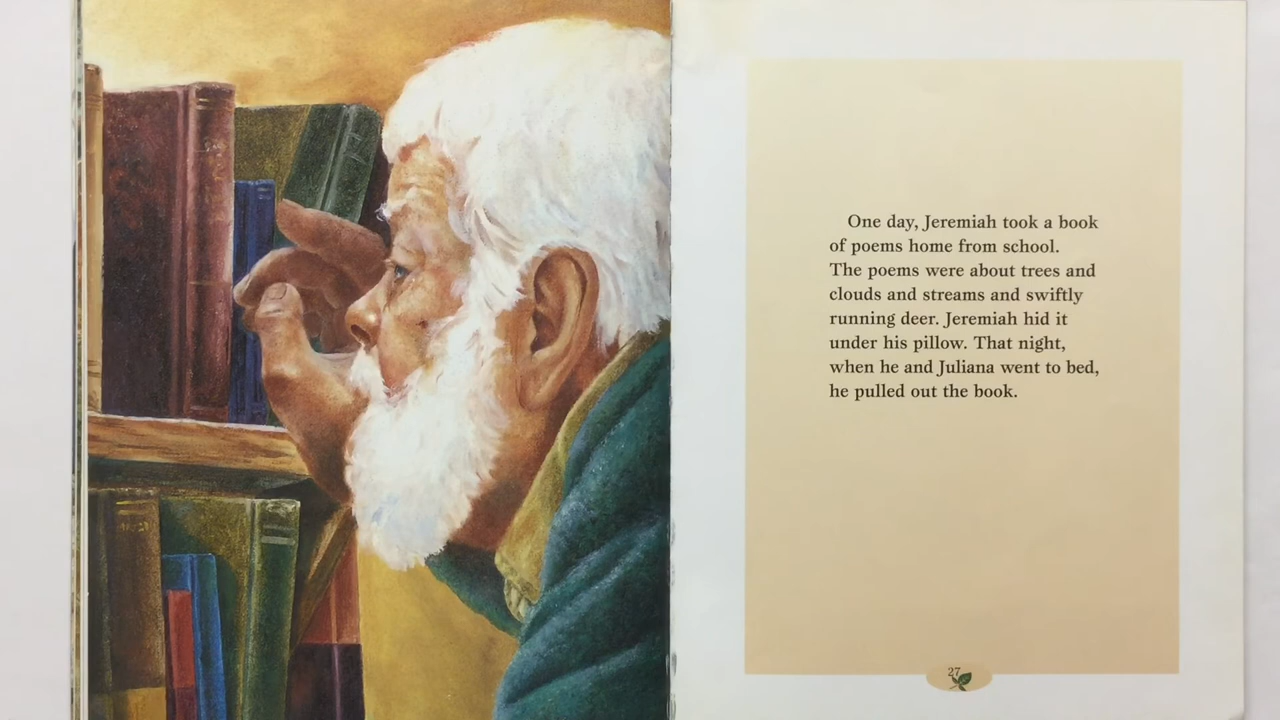 One day, Jeremiah took a book
of poems home from school.
The poems were about trees and
clouds and streams and swiftly
running deer. Jeremiah hid it
under his pillow. That night,
when he and Juliana went to bed,
he pulled out the book.
27